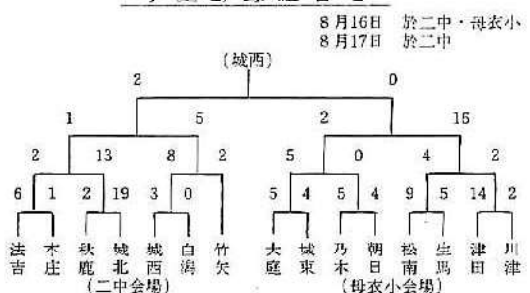 8月16日 於二中・母衣小
8月17日 於二中
(城西)
2 0
1 5 2 15
2 13 8 2 5 0 4 2
6 1 2 19 3 0 5 4 5 4 9 5 14 2
法吉 本庄 秋鹿 城北 城西 白潟 竹矢 大庭 城東 乃木 朝日 松南 生馬 津田 川津
(二中会場) (母衣小会場)